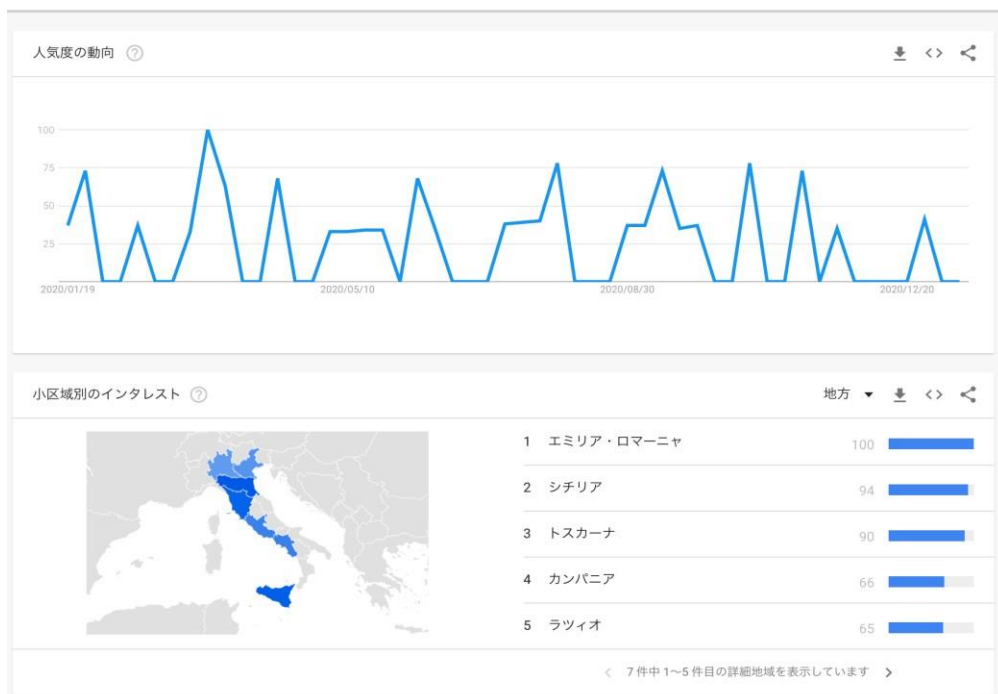 人気度の動向
100
75
50
25
2020/01/19 2020/05/10 2020/08/30 2020/12/20
小区域別のインタレスト 地方
1 エミリア・ロマーニャ 100
2 シチリア 94
3 トスカーナ 90
4 カンパニア 66
5 ラツィオ 65
7 件中 1〜5 件目の詳細地域を表示しています